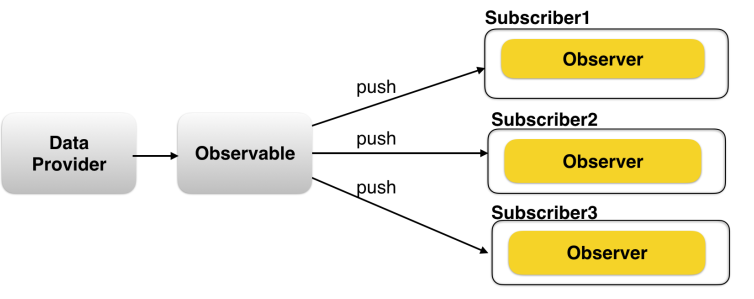 Data
Provider
Observable
push
push
push
Subscriber1
Observer
Subscriber2
Observer
Subscriber3
Observer